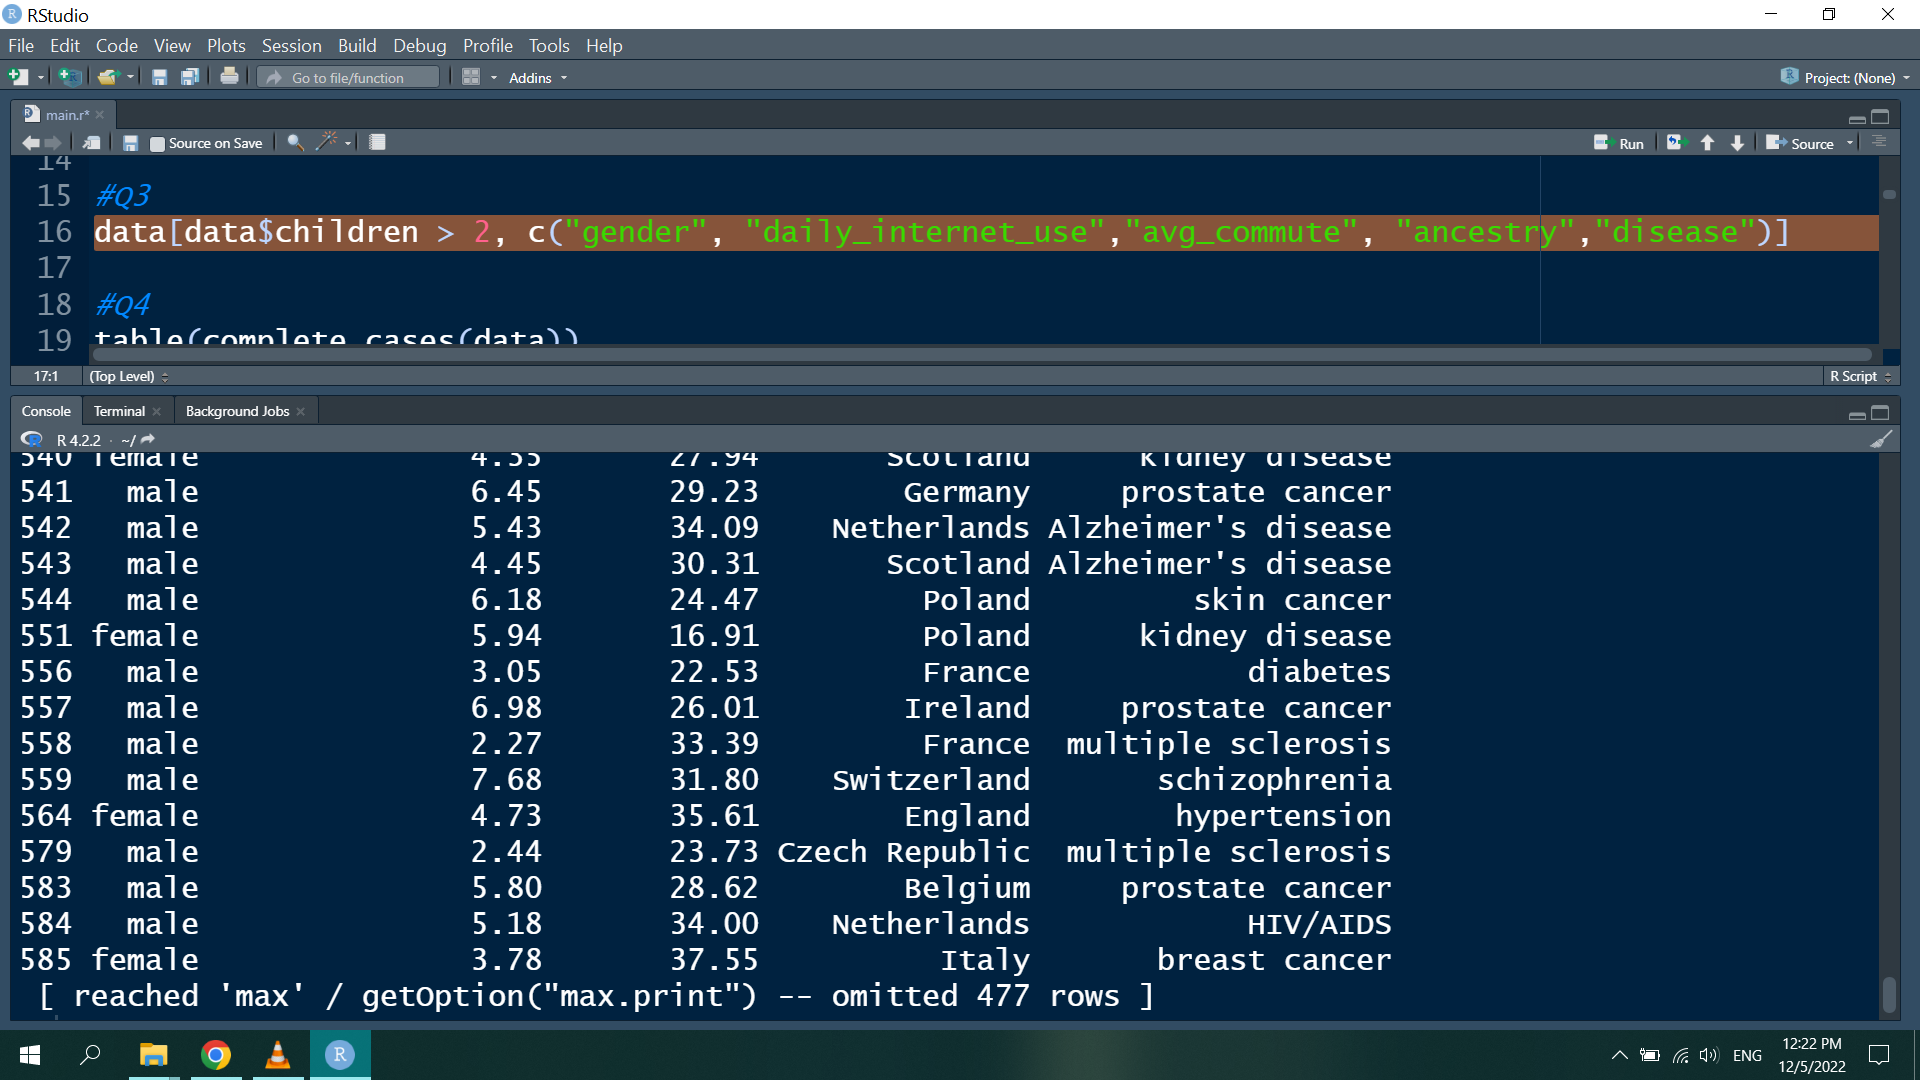 RStudio
File Edit Code View Plots Session Build Debug Profile Tools Help
Go to file/function Addins Project: (None)
main.r*
Source on Save Run Source
14
15 #Q3
16 data[data$children > 2, c("gender", "daily_internet_use","avg_commute", "ancestry","disease")]
17
18 #Q4
19 table(complete.cases(data))
17:1 (Top Level) R Script
Console Terminal Background Jobs
R 4.2.2 · ~/
540 female 4.35 27.94 Scotland kidney disease
541 male 6.45 29.23 Germany prostate cancer
542 male 5.43 34.09 Netherlands Alzheimer's disease
543 male 4.45 30.31 Scotland Alzheimer's disease
544 male 6.18 24.47 Poland skin cancer
551 female 5.94 16.91 Poland kidney disease
556 male 3.05 22.53 France diabetes
557 male 6.98 26.01 Ireland prostate cancer
558 male 2.27 33.39 France multiple sclerosis
559 male 7.68 31.80 Switzerland schizophrenia
564 female 4.73 35.61 England hypertension
579 male 2.44 23.73 Czech Republic multiple sclerosis
583 male 5.80 28.62 Belgium prostate cancer
584 male 5.18 34.00 Netherlands HIV/AIDS
585 female 3.78 37.55 Italy breast cancer
[ reached 'max' / getOption("max.print") -- omitted 477 rows ]
ENG 12:22 PM
12/5/2022